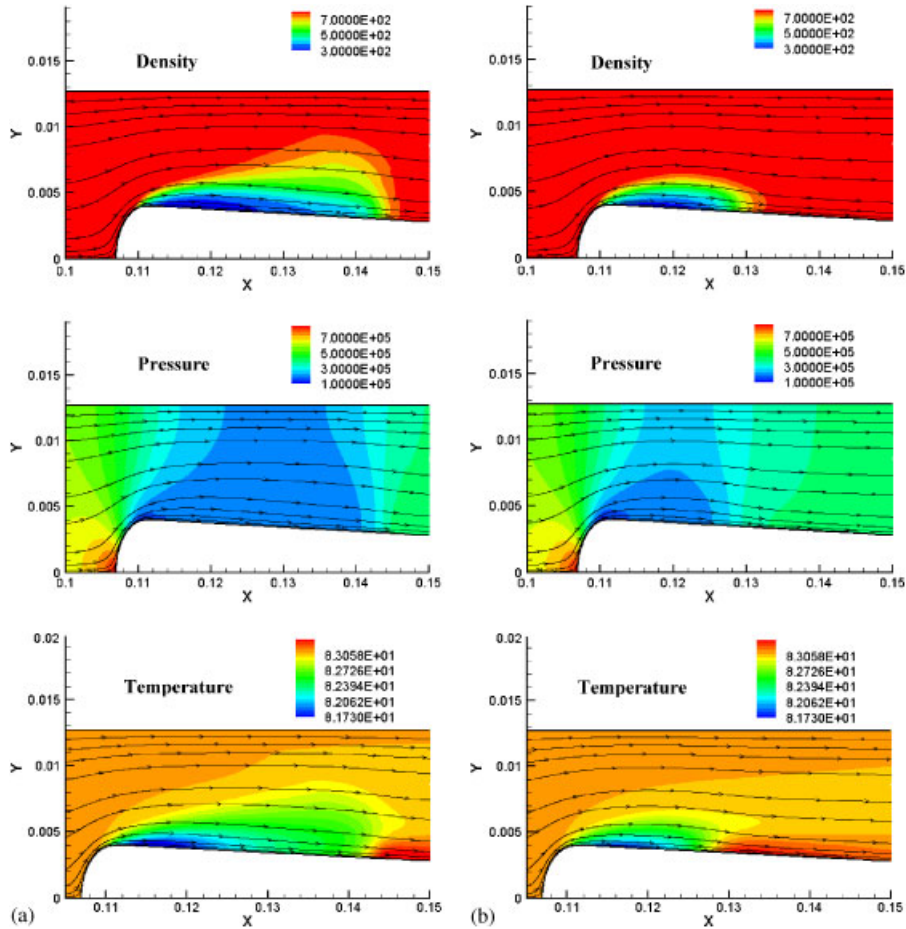 7.0000E+02
5.0000E+02
3.0000E+02
Density
0.015
0.01
0.005
0
Y
0.1 0.11 0.12 0.13 0.14 0.15
X
7.0000E+02
5.0000E+02
3.0000E+02
Density
0.015
0.01
0.005
0
Y
0.1 0.11 0.12 0.13 0.14 0.15
X
7.0000E+05
5.0000E+05
3.0000E+05
1.0000E+05
Pressure
0.015
0.01
0.005
0
Y
0.1 0.11 0.12 0.13 0.14 0.15
X
7.0000E+05
5.0000E+05
3.0000E+05
1.0000E+05
Pressure
0.015
0.01
0.005
0
Y
0.1 0.11 0.12 0.13 0.14 0.15
X
8.3058E+01
8.2726E+01
8.2394E+01
8.2062E+01
8.1730E+01
Temperature
0.02
0.015
0.01
0.005
0
Y
0.11 0.12 0.13 0.14 0.15
X
(a)
8.3058E+01
8.2726E+01
8.2394E+01
8.2062E+01
8.1730E+01
Temperature
0.02
0.015
0.01
0.005
0
Y
0.11 0.12 0.13 0.14 0.15
X
(b)